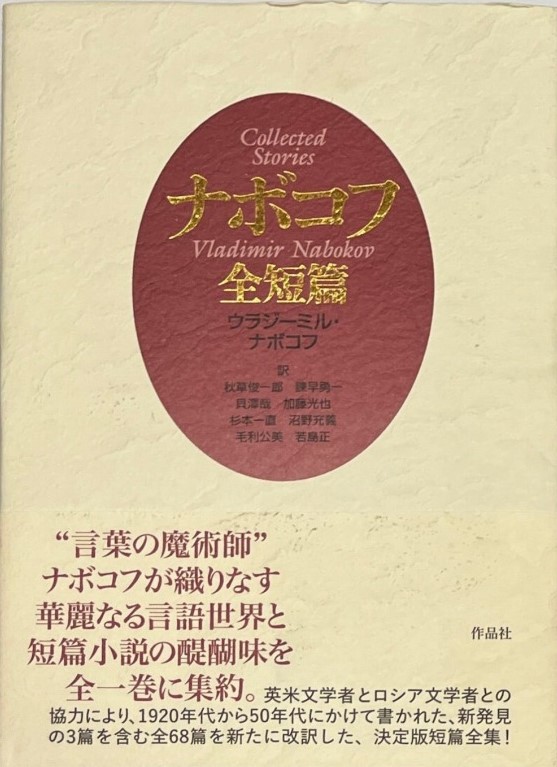 Collected
Stories
ナボコフ
Vladimir Nabokov
全短篇
ウラジーミル・
ナボコフ
訳
秋草俊一郎 諫早勇一
貝澤哉 加藤光也
杉本一直 沼野充義
毛利公美 若島正
“言葉の魔術師”
ナボコフが織りなす
華麗なる言語世界と
短篇小説の醍醐味を
全一巻に集約。
英米文学者とロシア文学者との
協力により、1920年代から50年代にかけて書かれた、新発見
の3篇を含む全68篇を新たに改訳した、決定版短篇全集！
作品社